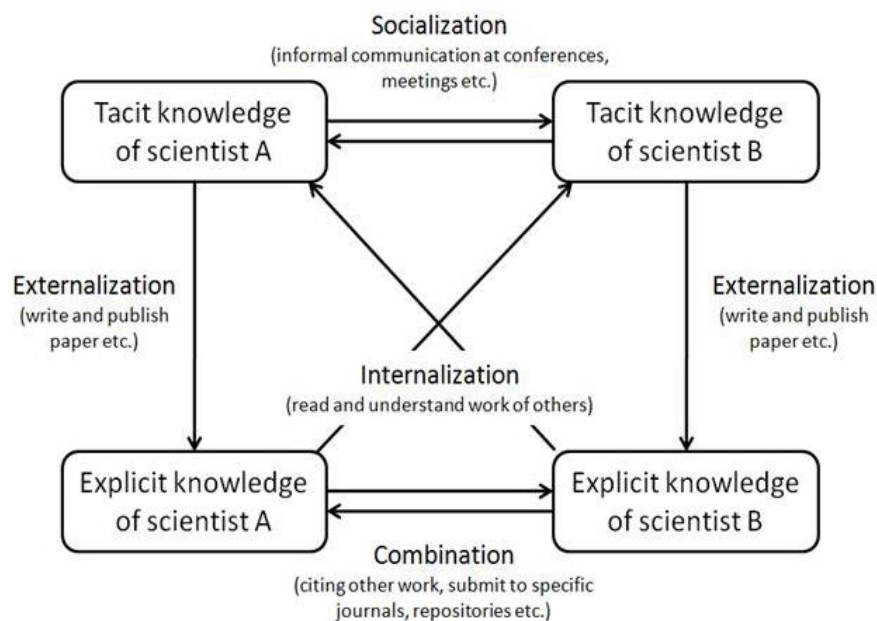 Socialization
(informal communication at conferences,
meetings etc.)
Tacit knowledge
of scientist A
Tacit knowledge
of scientist B
Externalization
(write and publish
paper etc.)
Externalization
(write and publish
paper etc.)
Internalization
(read and understand work of others)
Explicit knowledge
of scientist A
Explicit knowledge
of scientist B
Combination
(citing other work, submit to specific
journals, repositories etc.)